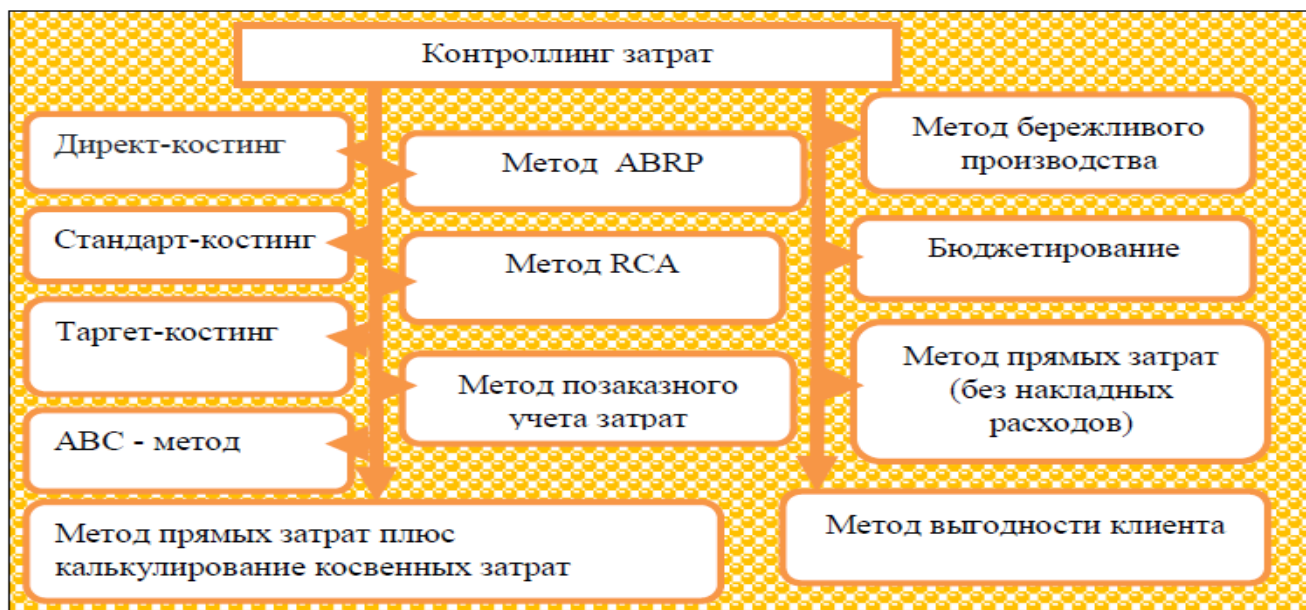 Контроллинг затрат
Директ-костинг
Стандарт-костинг
Таргет-костинг
АВС - метод
Метод прямых затрат плюс
калькулирование косвенных затрат
Метод ABRP
Метод RCA
Метод позаказного
учета затрат
Метод бережливого
производства
Бюджетирование
Метод прямых затрат
(без накладных
расходов)
Метод выгодности клиента